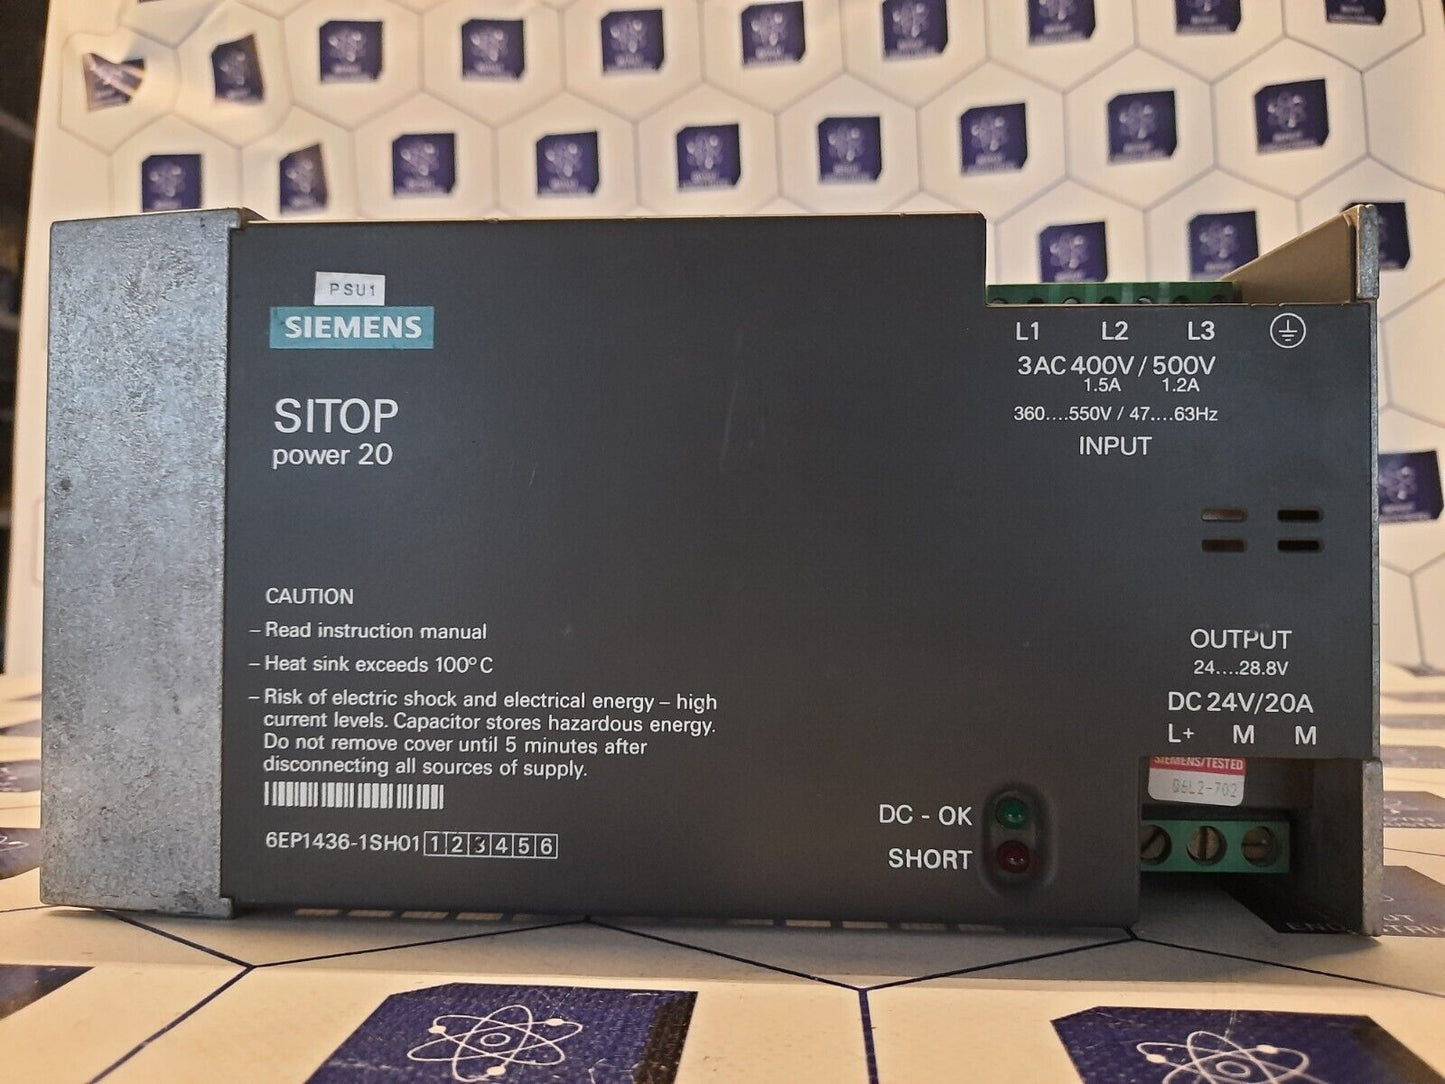 PSU1
SIEMENS
SITOP
power 20
L1 L2 L3
3AC 400V / 500V
1.5A 1.2A
360....550V / 47....63Hz
INPUT
CAUTION
– Read instruction manual
– Heat sink exceeds 100°C
– Risk of electric shock and electrical energy – high
current levels. Capacitor stores hazardous energy.
Do not remove cover until 5 minutes after
disconnecting all sources of supply.
6EP1436-1SH01 1 2 3 4 5 6
OUTPUT
24....28.8V
DC 24V/20A
L+ M M
SIEMENS/TESTED
Q6L2-702
DC - OK
SHORT